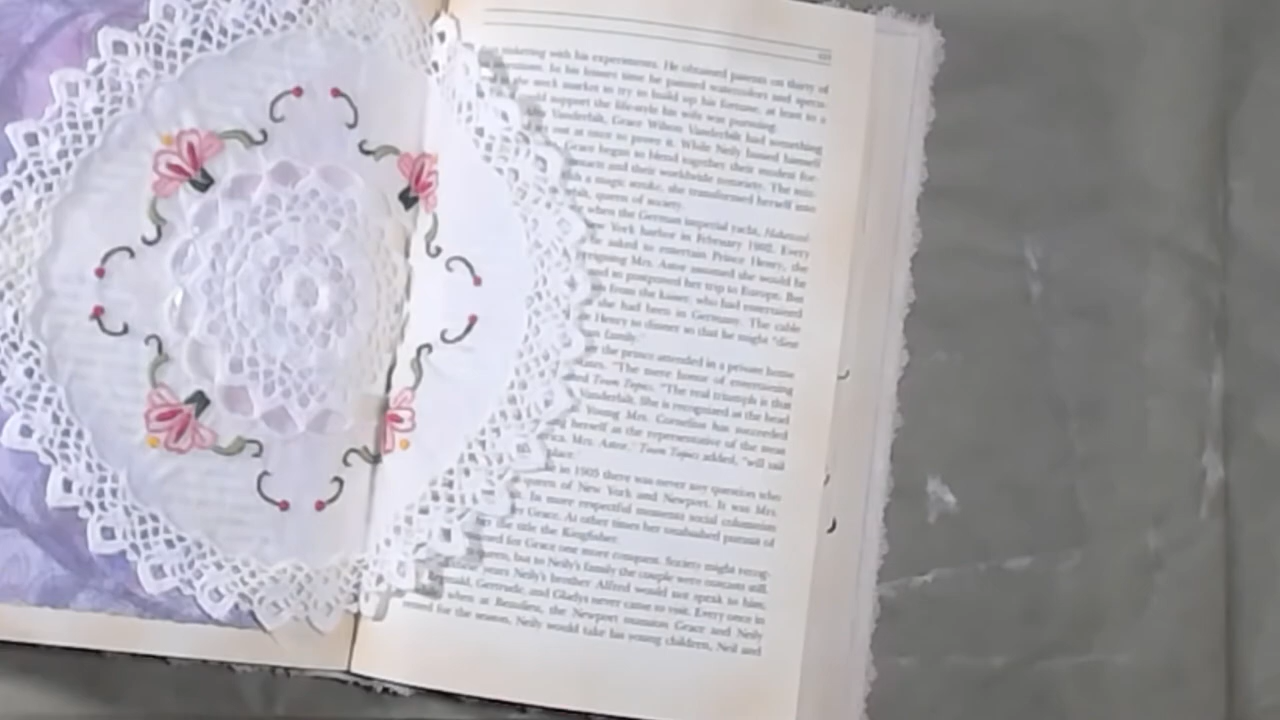 tinkering with his experiments. He obtained patents on thirty of
In his leisure time he painted watercolors and specu-
the stock market to try to build up his fortune, at least to a
support the life-style his wife was pursuing.
Vanderbilt, Grace Wilson Vanderbilt had something
out at once to prove it. While Neily busied himself
Grace began to blend together their modest for-
and their worldwide notoriety. The mix-
a magic stroke, she transformed herself into
queen of society.
when the German imperial yacht, Hohenzol-
York harbor in February 1902. Every
asked to entertain Prince Henry, the
reigning Mrs. Astor assumed she would be
and so postponed her trip to Europe. But
from the kaiser, who had entertained
she had been in Germany. The cable
Henry to dinner so that he might "dine
family."
the prince attended in a private home
"The mere home of entertaining
Town Topics. "The real triumph is that
Vanderbilt. She is recognized as the head
Young Mrs. Cornelius has succeeded
herself as the representative of the
Mrs. Astor," Town Topics added, "will
place."
in 1905 there was never any question who
queen of New York and Newport. It was Mrs.
In more respectful moments social columnists
Grace. At other times her unabashed pursuit of
the title the Kingfisher.
for Grace one more conquest. Society might recog-
but to Neily's family the couple were outcasts still.
years Neily's brother Alfred would not speak to him.
Gertrude, and Gladys never came to visit. Every once in
when at Beaulieu, the Newport mansion Grace and Neily
rented for the season, Neily would take his young children, Neil and